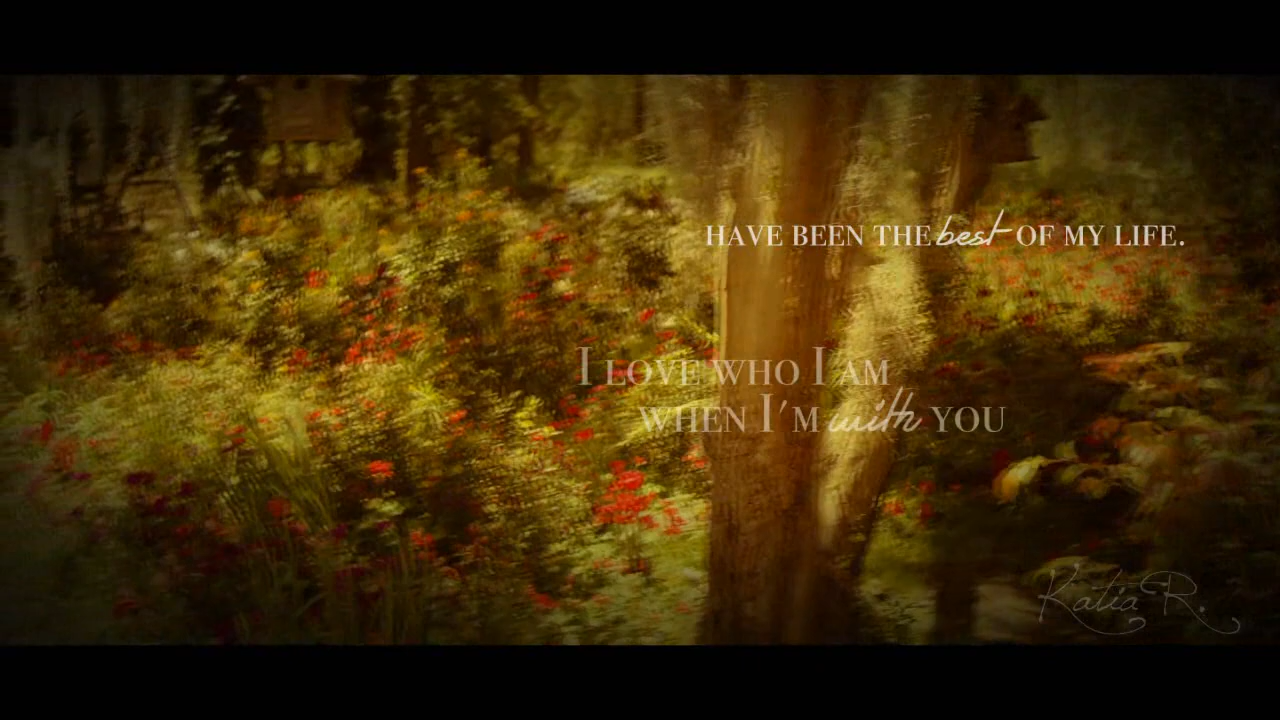 HAVE BEEN THE best OF MY LIFE.
I LOVE WHO I AM
WHEN I'M with YOU
Katia R.